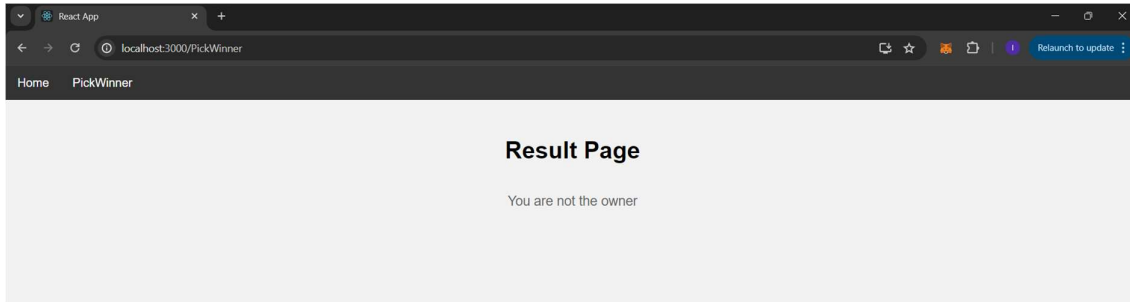 React App
localhost:3000/PickWinner
I
Relaunch to update
Home PickWinner
Result Page
You are not the owner